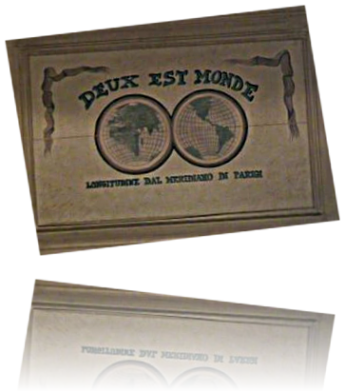 DEUX EST MONDE
LONGITUDINE DAL MERIDIANO DI PARIGI